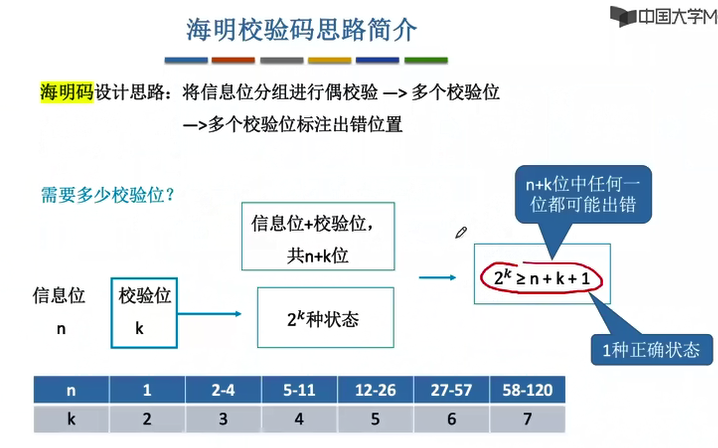 海明校验码思路简介
中国大学M
海明码设计思路：将信息位分组进行偶校验 —> 多个校验位
—>多个校验位标注出错位置
需要多少校验位？
n+k位中任何一
位都可能出错
信息位+校验位，
共n+k位
2ᵏ ≥ n + k + 1
信息位
n
校验位
k
2ᵏ种状态
1种正确状态
n 1 2-4 5-11 12-26 27-57 58-120
k 2 3 4 5 6 7